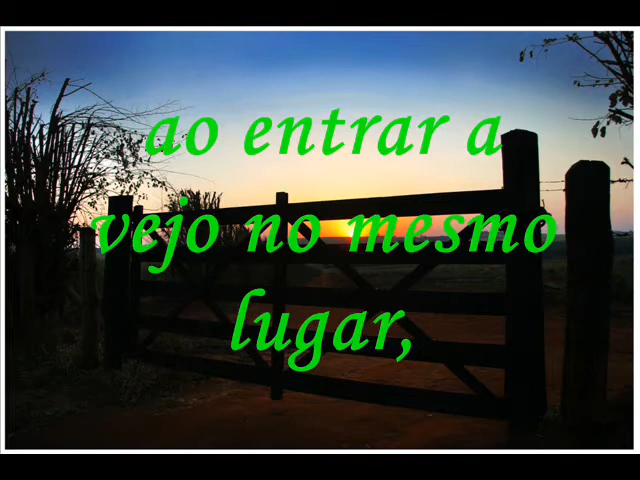 ao entrar a
vejo no mesmo
lugar,